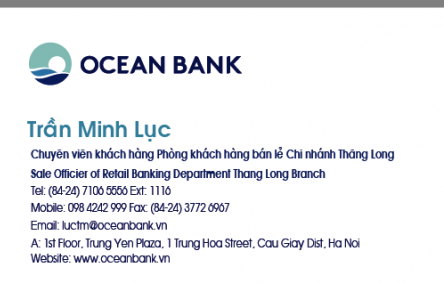 OCEAN BANK
Trần Minh Lục
Chuyên viên khách hàng Phòng khách hàng bán lẻ Chi nhánh Thăng Long
Sale Officier of Retail Banking Department Thang Long Branch
Tel: (84-24) 7106 5556 Ext: 1116
Mobile: 098 4242 999 Fax: (84-24) 3772 6967
Email: luctm@oceanbank.vn
A: 1st Floor, Trung Yen Plaza, 1 Trung Hoa Street, Cau Giay Dist, Ha Noi
Website: www.oceanbank.vn